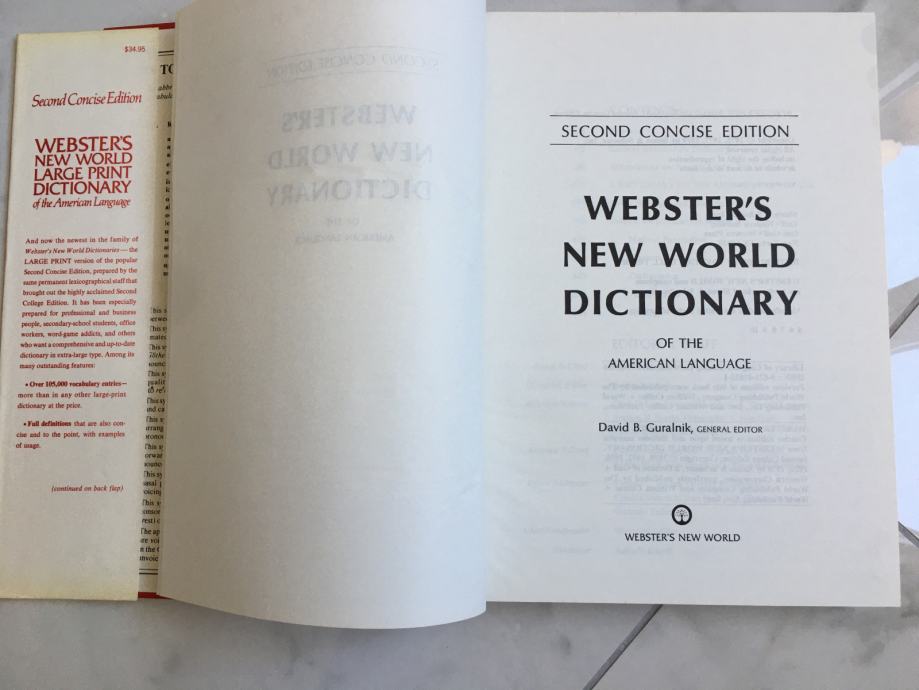 $34.95
Second Concise Edition
WEBSTER'S
NEW WORLD
LARGE PRINT
DICTIONARY
of the American Language
And now the newest in the family of
Webster's New World Dictionaries—the
LARGE PRINT version of the popular
Second Concise Edition, prepared by the
same permanent lexicographical staff that
brought out the highly acclaimed Second
College Edition. It has been especially
prepared for professional and business
people, secondary-school students, office
workers, word-game addicts, and others
who want a comprehensive and up-to-date
dictionary in extra-large type. Among its
many outstanding features:
• Over 105,000 vocabulary entries—
more than in any other large-print
dictionary at the price.
• Full definitions that are also con-
cise and to the point, with examples
of usage.
(continued on back flap)
SECOND CONCISE EDITION
WEBSTER'S
NEW WORLD
DICTIONARY
OF THE
AMERICAN LANGUAGE
David B. Guralnik, GENERAL EDITOR
WEBSTER'S NEW WORLD